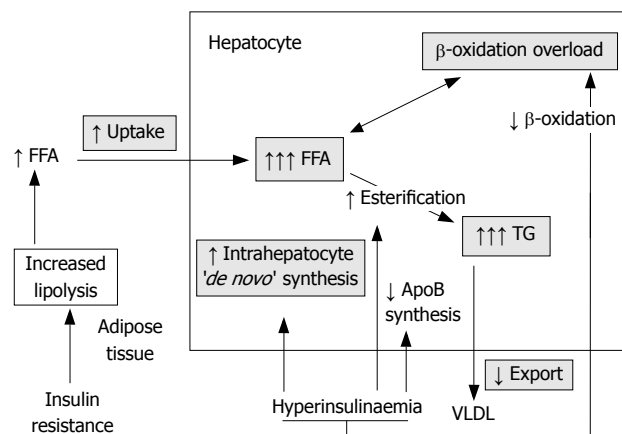 Hepatocyte
β-oxidation overload
↑ Uptake
↓ β-oxidation
↑ FFA
↑↑↑ FFA
↑ Esterification
↑↑↑ TG
↑ Intrahepatocyte
'de novo' synthesis
Increased
lipolysis
↓ ApoB
synthesis
Adipose
tissue
↓ Export
Insulin
resistance
Hyperinsulinaemia
VLDL